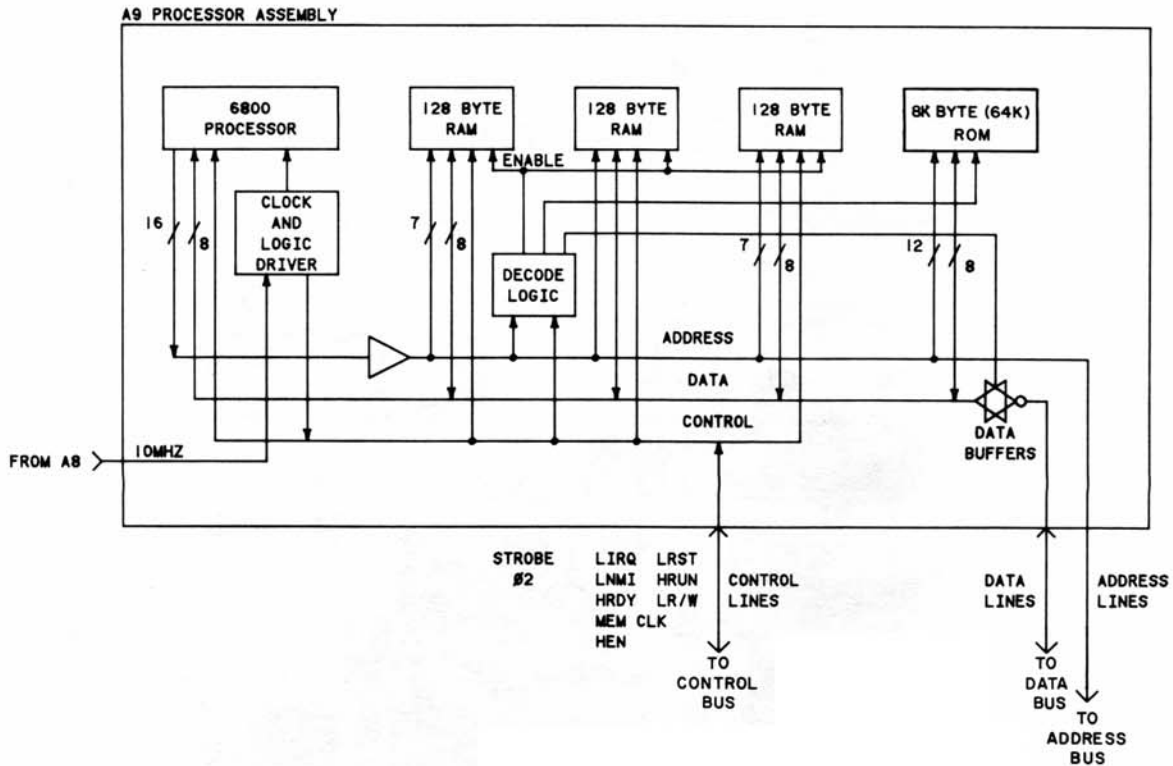 A9 PROCESSOR ASSEMBLY
6800
PROCESSOR
128 BYTE
RAM
128 BYTE
RAM
128 BYTE
RAM
8K BYTE (64K)
ROM
ENABLE
CLOCK
AND
LOGIC
DRIVER
16
8
7
8
7
8
12
8
DECODE
LOGIC
ADDRESS
DATA
CONTROL
DATA
BUFFERS
FROM A8
10MHZ
STROBE
Ø2
LIRQ LRST
LNMI HRUN
HRDY LR/W
MEM CLK
HEN
CONTROL
LINES
DATA
LINES
ADDRESS
LINES
TO
CONTROL
BUS
TO
DATA
BUS
TO
ADDRESS
BUS